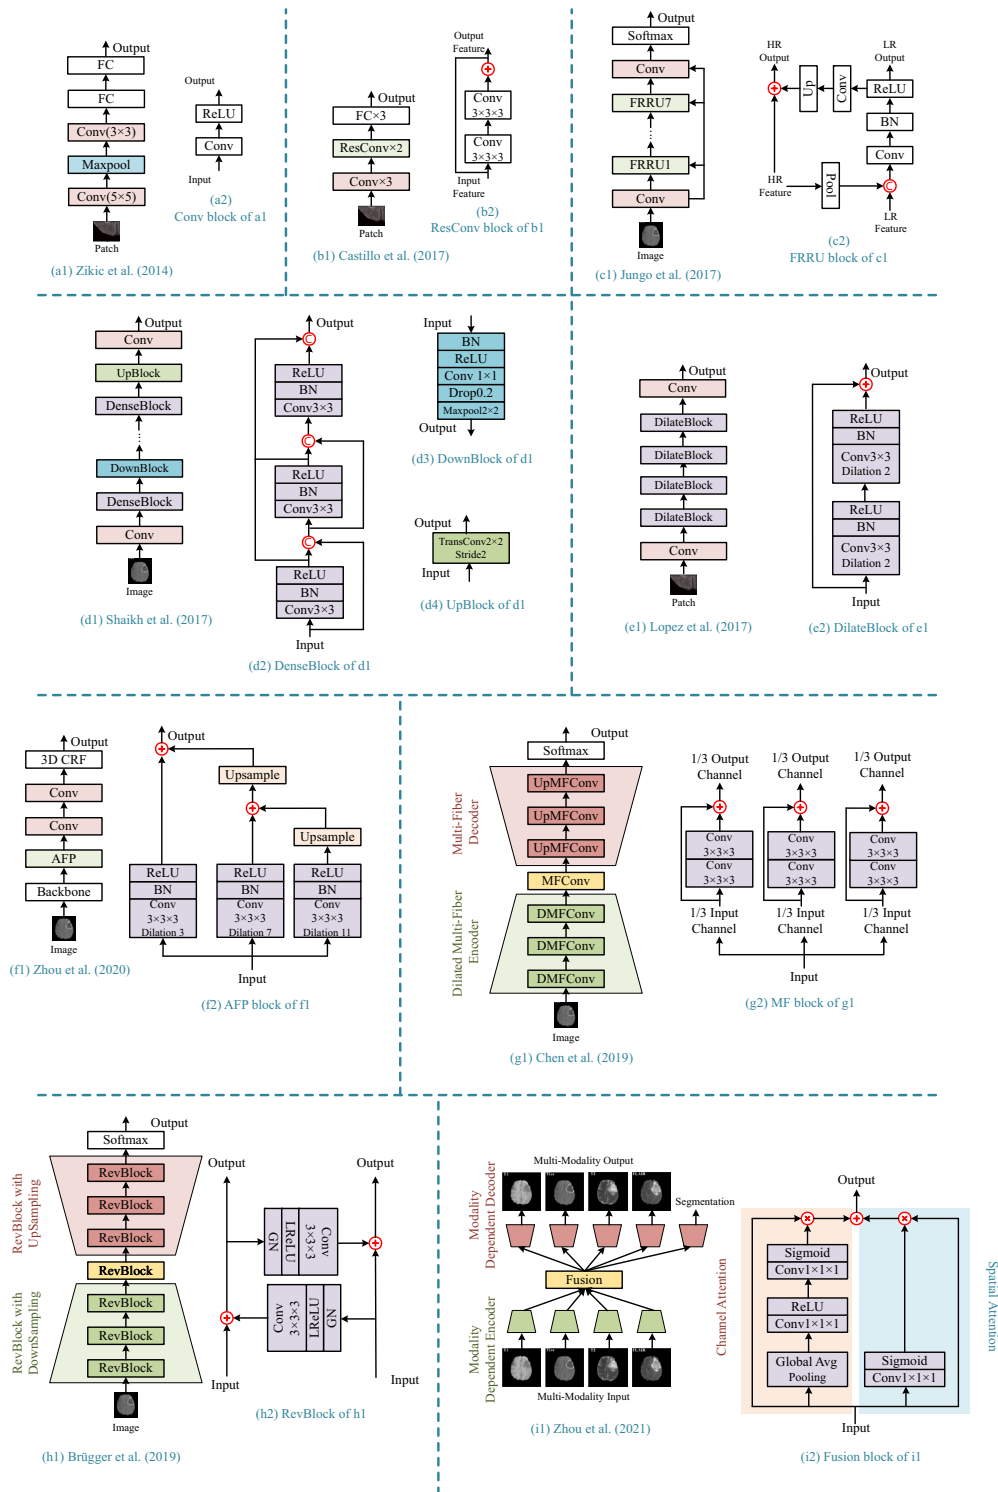 Output
FC
FC
Conv(3×3)
Maxpool
Conv(5×5)
Patch
(a1) Zikic et al. (2014)
Output
ReLU
Conv
Input
(a2)
Conv block of a1
Output
FC×3
ResConv×2
Conv×3
Patch
(b1) Castillo et al. (2017)
Output
Feature
Conv
3×3×3
Conv
3×3×3
Input
Feature
(b2)
ResConv block of b1
Output
Softmax
Conv
FRRU7
......
FRRU1
Conv
Image
(c1) Jungo et al. (2017)
HR
Output
LR
Output
Up
Conv
ReLU
BN
Conv
HR
Feature
Pool
C
LR
Feature
(c2)
FRRU block of c1
Output
Conv
UpBlock
DenseBlock
...
DownBlock
DenseBlock
Conv
Image
(d1) Shaikh et al. (2017)
Output
C
ReLU
BN
Conv3×3
C
ReLU
BN
Conv3×3
C
ReLU
BN
Conv3×3
Input
(d2) DenseBlock of d1
Input
BN
ReLU
Conv 1×1
Drop0.2
Maxpool2×2
Output
(d3) DownBlock of d1
Output
TransConv2×2
Stride2
Input
(d4) UpBlock of d1
Output
Conv
DilateBlock
DilateBlock
DilateBlock
DilateBlock
Conv
Patch
(e1) Lopez et al. (2017)
Output
ReLU
BN
Conv3×3
Dilation 2
ReLU
BN
Conv3×3
Dilation 2
Input
(e2) DilateBlock of e1
Output
3D CRF
Conv
Conv
AFP
Backbone
Image
(f1) Zhou et al. (2020)
Output
Upsample
Upsample
ReLU
BN
Conv
3×3×3
Dilation 3
ReLU
BN
Conv
3×3×3
Dilation 7
ReLU
BN
Conv
3×3×3
Dilation 11
Input
(f2) AFP block of f1
Output
Softmax
Multi-Fiber
Decoder
UpMFConv
UpMFConv
UpMFConv
MFConv
Dilated Multi-Fiber
Encoder
DMFConv
DMFConv
DMFConv
Image
(g1) Chen et al. (2019)
1/3 Output
Channel
1/3 Output
Channel
1/3 Output
Channel
Conv
3×3×3
Conv
3×3×3
Conv
3×3×3
Conv
3×3×3
Conv
3×3×3
Conv
3×3×3
1/3 Input
Channel
1/3 Input
Channel
1/3 Input
Channel
Input
(g2) MF block of g1
Output
Softmax
RevBlock with
UpSampling
RevBlock
RevBlock
RevBlock
RevBlock
RevBlock with
DownSampling
RevBlock
RevBlock
RevBlock
Image
(h1) Brügger et al. (2019)
Output
Output
GN
LReLU
Conv
3×3×3
Conv
3×3×3
LReLU
GN
Input
Input
(h2) RevBlock of h1
Multi-Modality Output
T1
T1ce
T2
FLAIR
Segmentation
Modality
Dependent Decoder
Fusion
Modality
Dependent Encoder
T1
T1ce
T2
FLAIR
Multi-Modality Input
(i1) Zhou et al. (2021)
Output
Channel Attention
Sigmoid
Conv1×1×1
ReLU
Conv1×1×1
Global Avg
Pooling
Sigmoid
Conv1×1×1
Spatial Attention
Input
(i2) Fusion block of i1